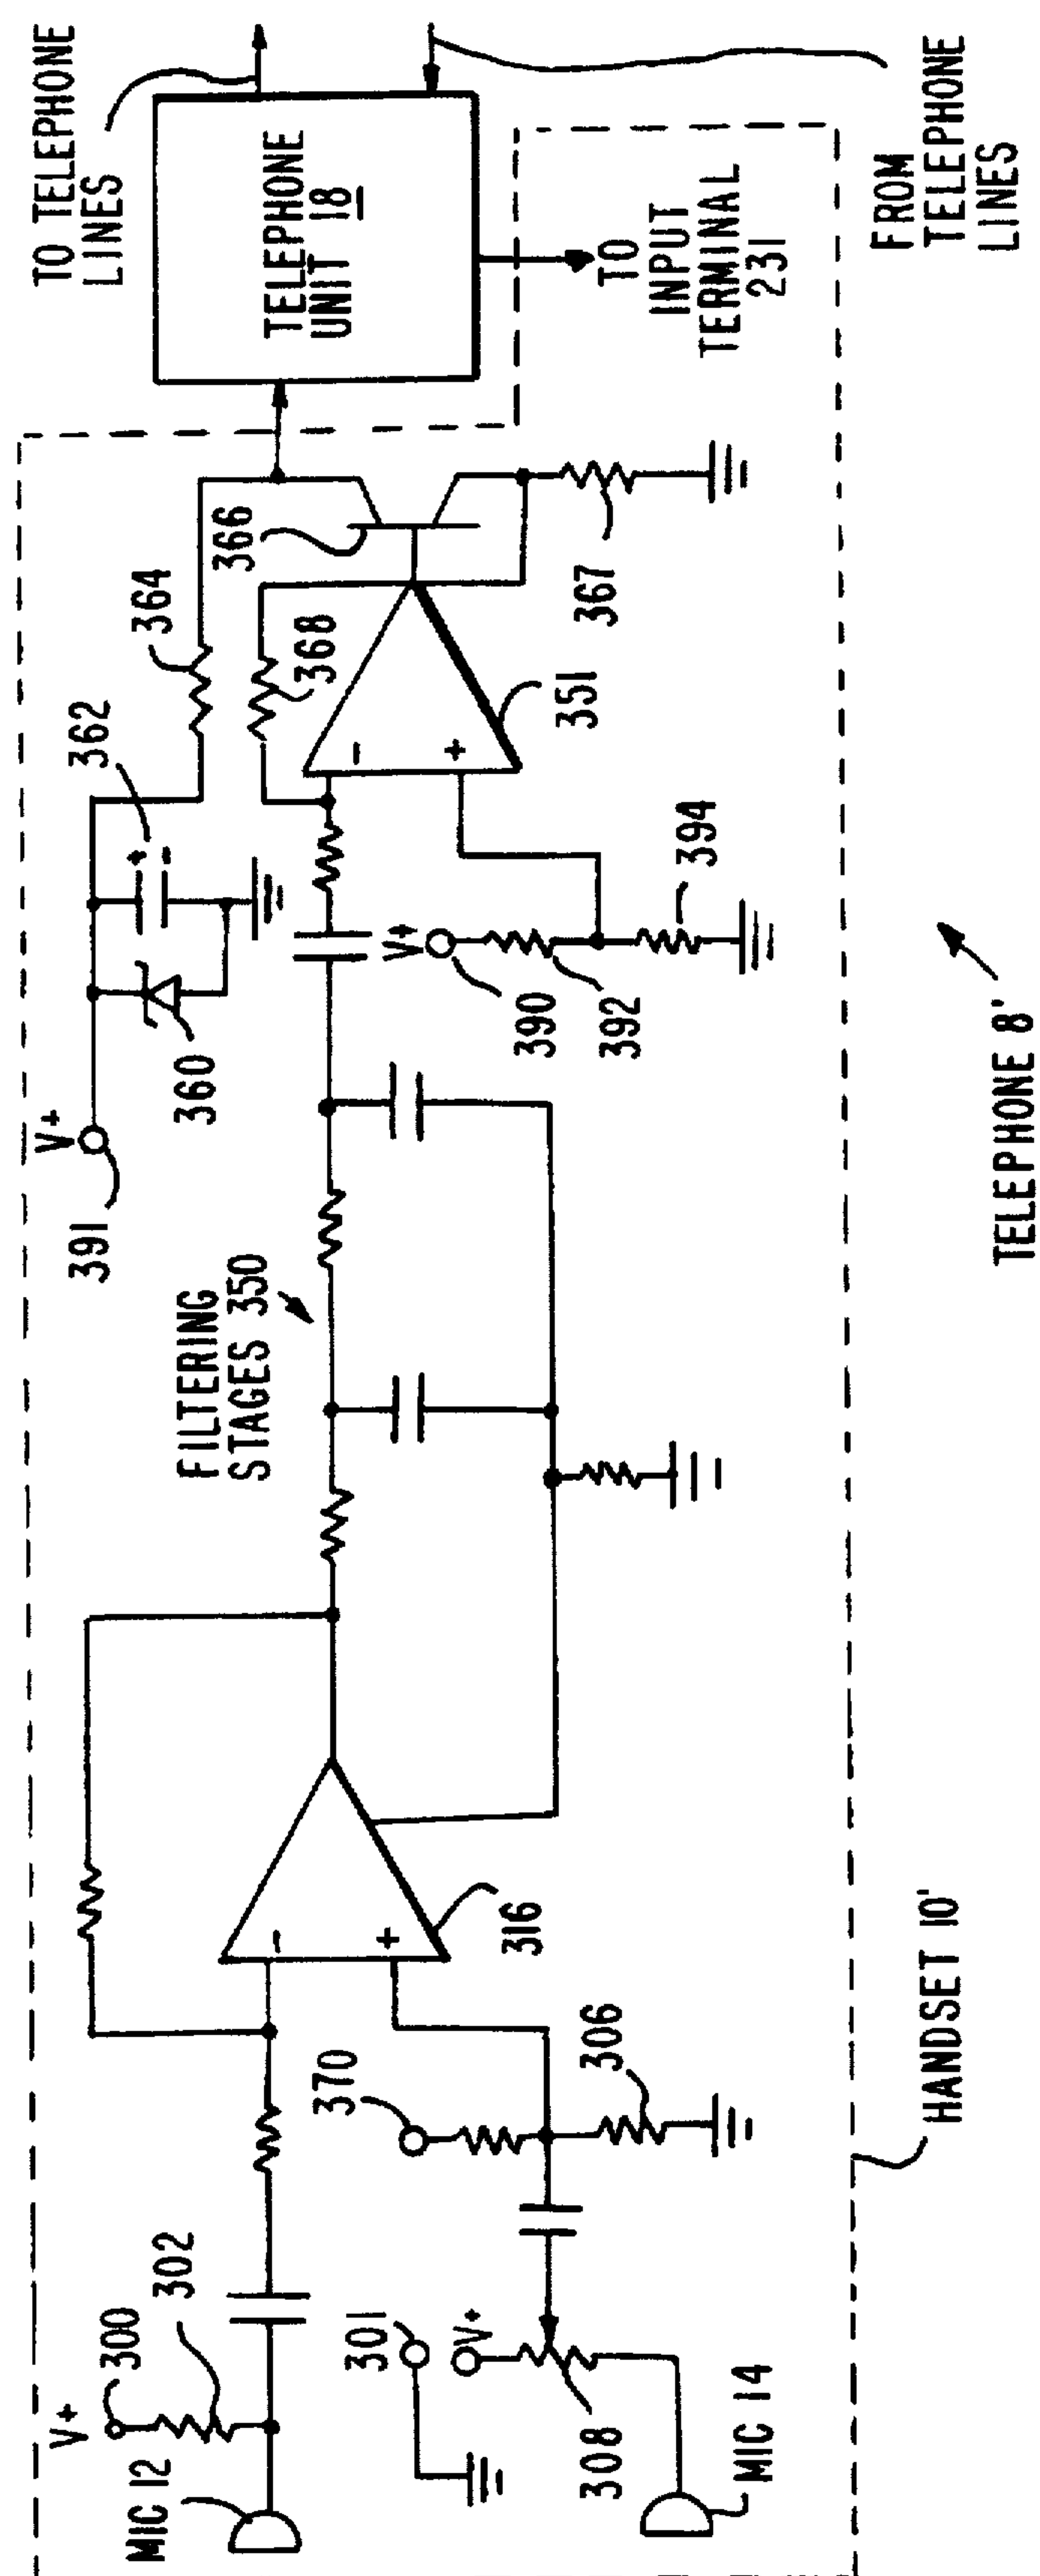 TO TELEPHONE
LINES
TELEPHONE
UNIT 18
FROM
TELEPHONE
LINES
TO
INPUT
TERMINAL
231
366
364
368
362
+
-
360
V+
391
367
351
-
+
394
V+
390
392
FILTERING
STAGES 350
TELEPHONE 8'
316
-
+
370
306
HANDSET 10'
V+
300
302
MIC 12
301
V+
308
MIC 14